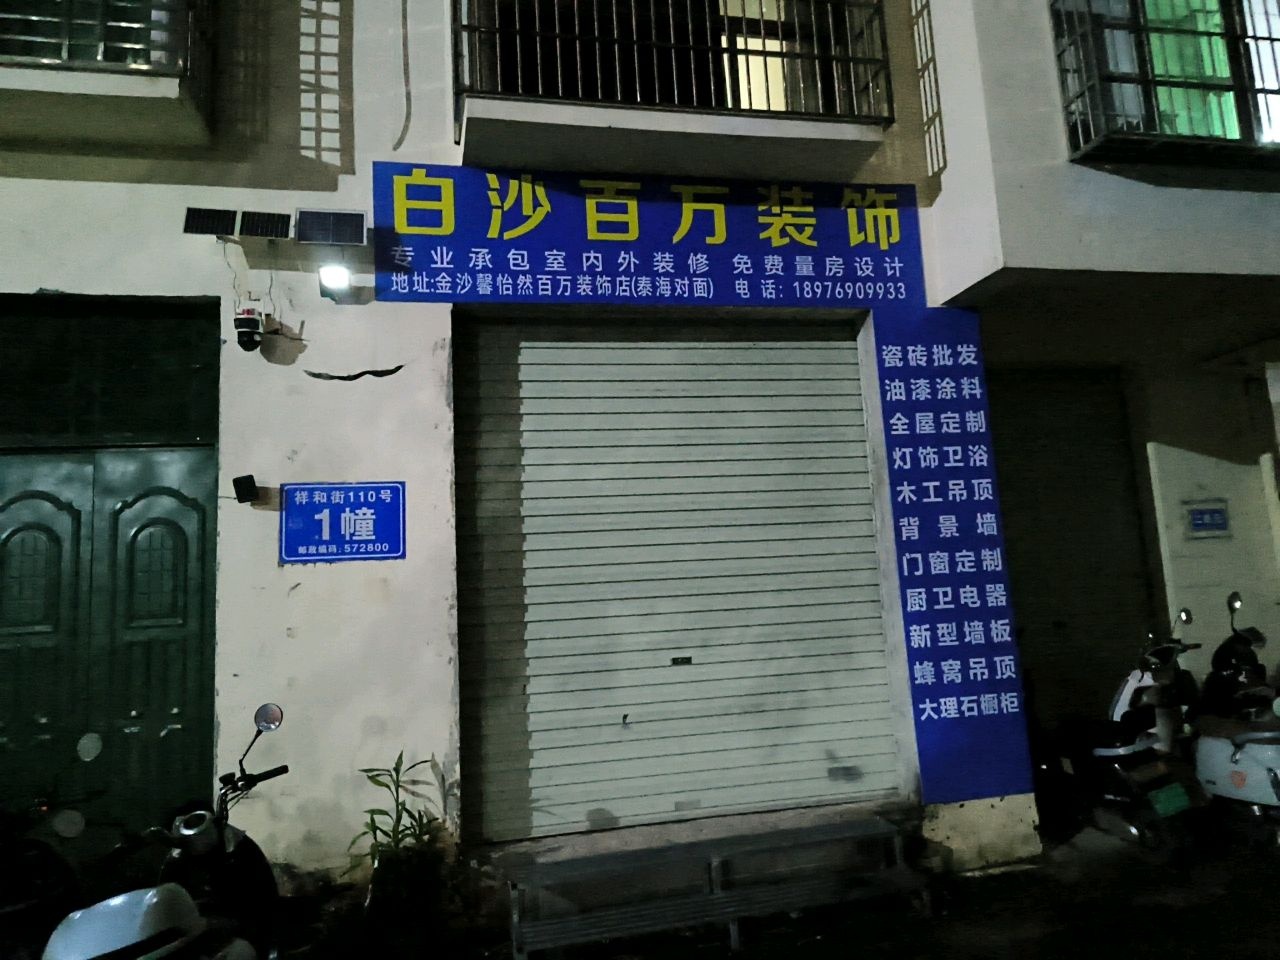 白沙百万装饰
专业承包室内外装修 免费量房设计
地址:金沙馨怡然百万装饰店(泰海对面) 电话: 18976909933
瓷砖批发
油漆涂料
全屋定制
灯饰卫浴
木工吊顶
背景墙
门窗定制
厨卫电器
新型墙板
蜂窝吊顶
大理石橱柜
祥和街110号
1幢
邮政编码: 572800